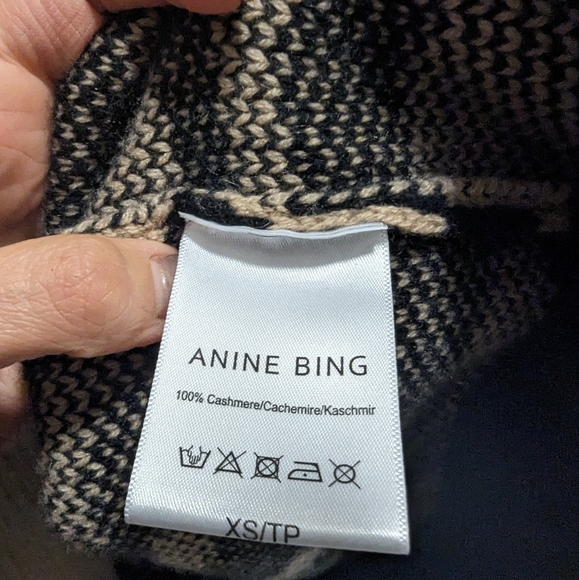 ANINE BING
100% Cashmere/Cachemire/Kaschmir
XS/TP